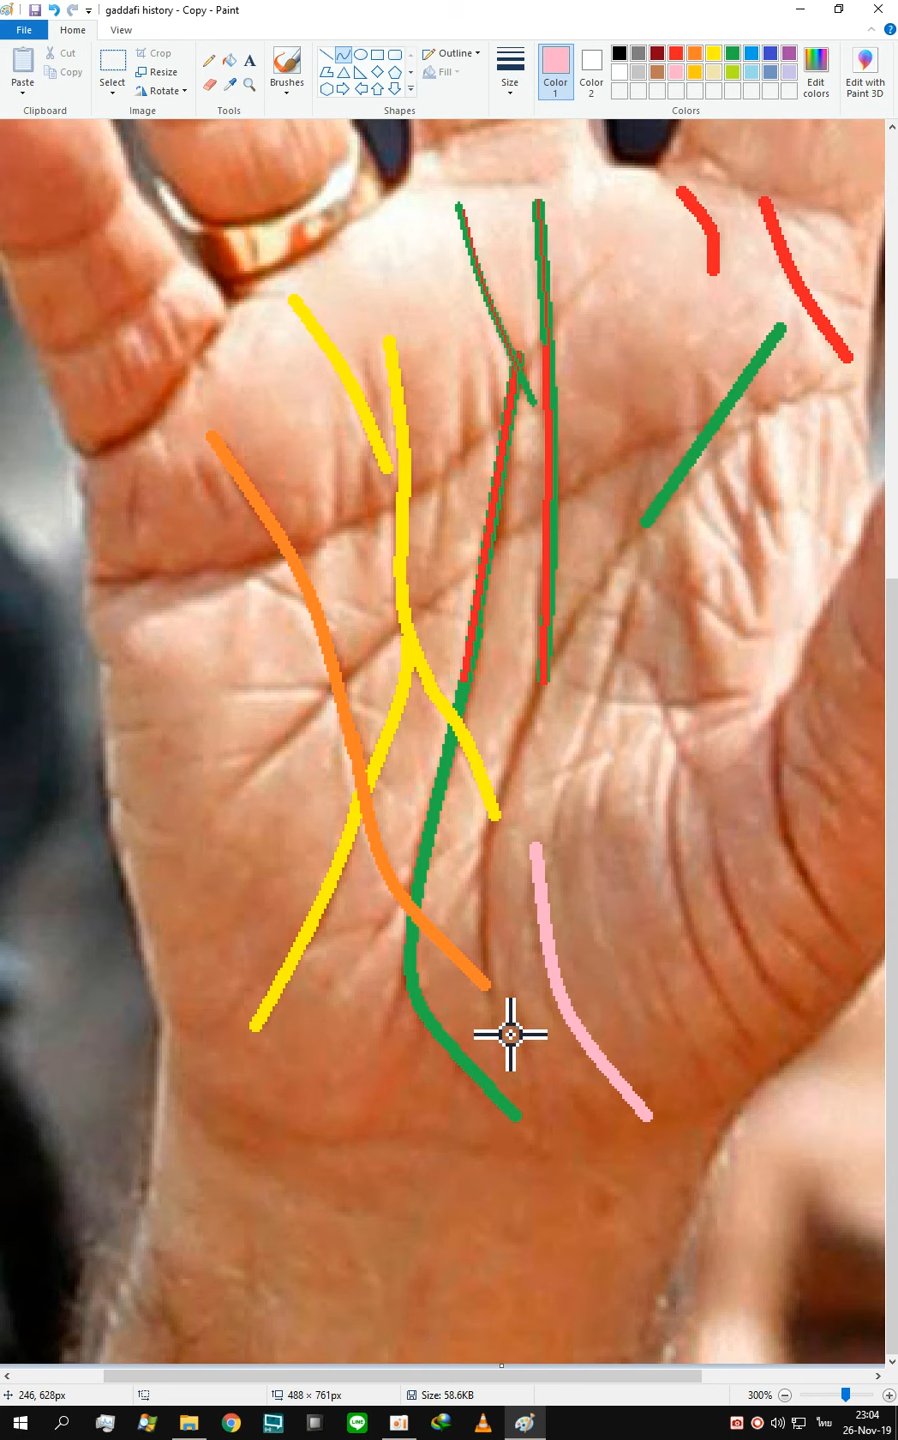 gaddafi history - Copy - Paint
File Home View
Paste Cut Copy Clipboard
Select Crop Resize Rotate Image
Tools
Brushes
Outline Fill Shapes
Size
Color 1 Color 2 Edit colors Colors
Edit with Paint 3D
246, 628px 488 × 761px Size: 58.6KB 300%
LINE ไทย 23:04
26-Nov-19